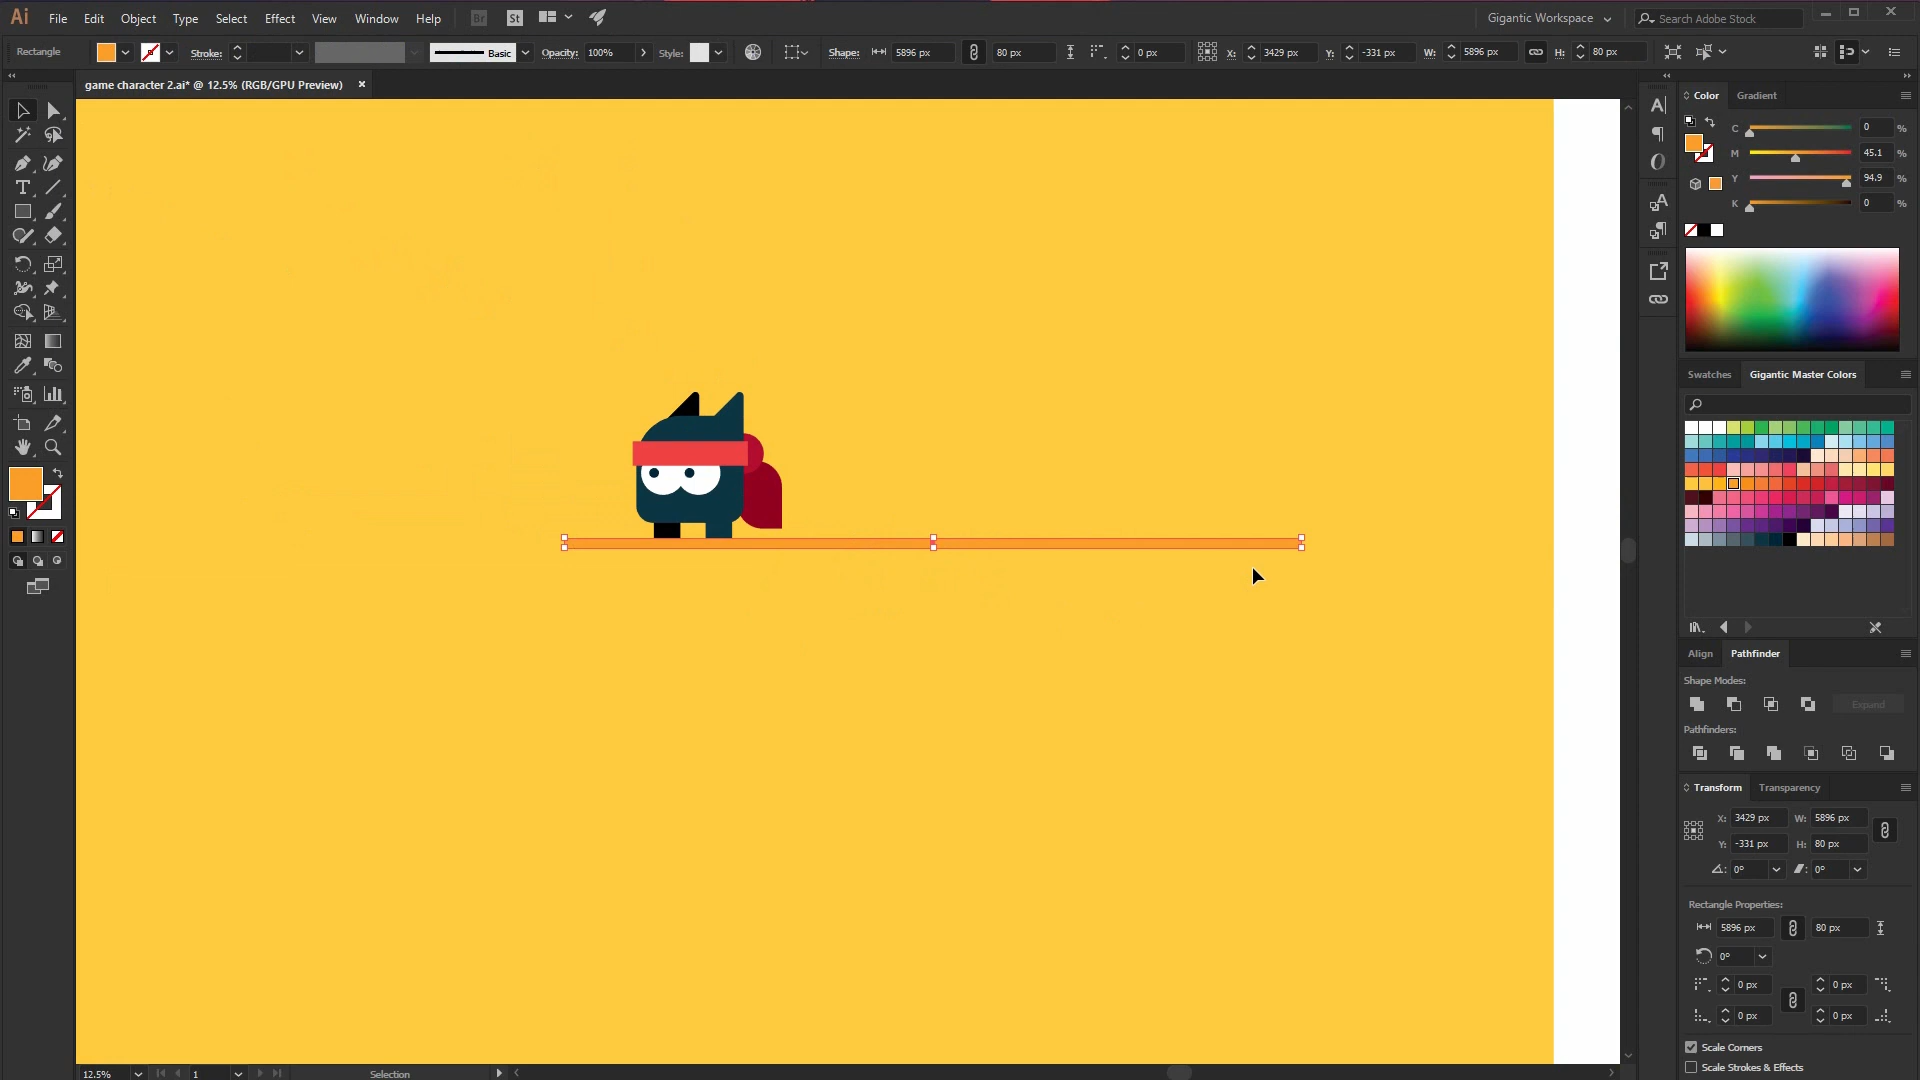 Ai File Edit Object Type Select Effect View Window Help Br St Gigantic Workspace Search Adobe Stock
Rectangle Stroke: Basic Opacity: 100% Style: Shape: 5896 px 80 px 0 px X: 3429 px Y: -331 px W: 5896 px H: 80 px
game character 2.ai* @ 12.5% (RGB/GPU Preview) ×
Color Gradient
C 0 %
M 45.1 %
Y 94.9 %
K 0 %
Swatches Gigantic Master Colors
Align Pathfinder
Shape Modes:
Expand
Pathfinders:
Transform Transparency
X: 3429 px W: 5896 px
Y: -331 px H: 80 px
0° 0°
Rectangle Properties:
5896 px 80 px
0°
0 px 0 px
0 px 0 px
Scale Corners
Scale Strokes & Effects
12.5% 1 Selection